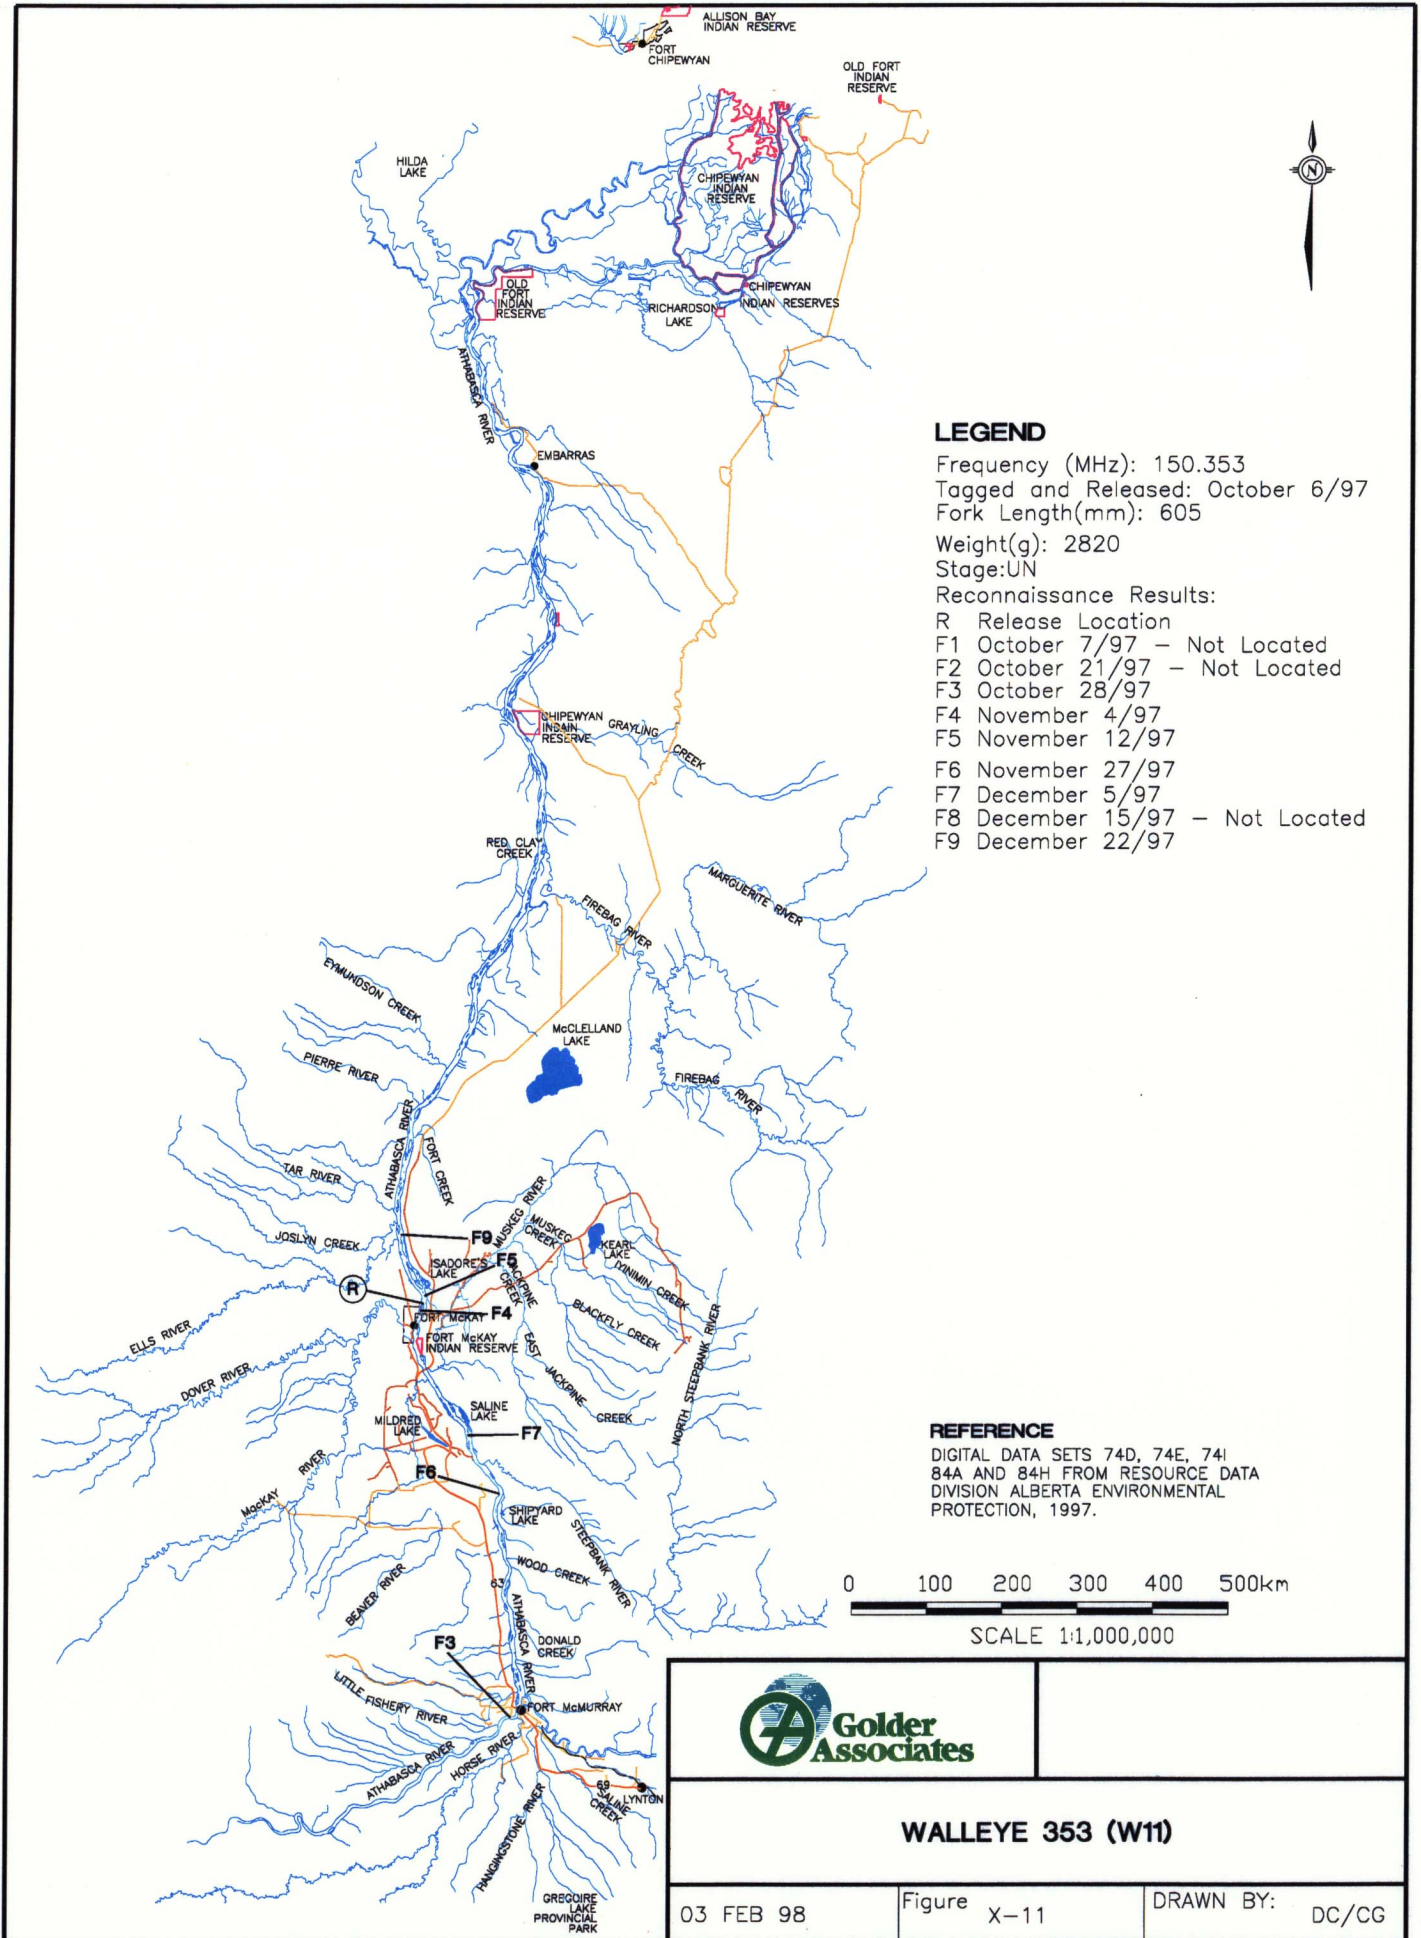 ALLISON BAY
INDIAN RESERVE
FORT
CHIPEWYAN
OLD FORT
INDIAN
RESERVE
HILDA
LAKE
N
CHIPEWYAN
INDIAN
RESERVE
OLD
FORT
INDIAN
RESERVE
CHIPEWYAN
INDIAN RESERVES
RICHARDSON
LAKE
ATHABASCA RIVER
EMBARRAS
LEGEND
Frequency (MHz): 150.353
Tagged and Released: October 6/97
Fork Length(mm): 605
Weight(g): 2820
Stage:UN
Reconnaissance Results:
R Release Location
F1 October 7/97 – Not Located
F2 October 21/97 – Not Located
F3 October 28/97
F4 November 4/97
F5 November 12/97
F6 November 27/97
F7 December 5/97
F8 December 15/97 – Not Located
F9 December 22/97
CHIPEWYAN
INDAIN
RESERVE
GRAYLING CREEK
RED CLAY
CREEK
MARGUERITE RIVER
FIREBAG RIVER
EYMUNDSON CREEK
McCLELLAND
LAKE
PIERRE RIVER
FIREBAG RIVER
ATHABASCA RIVER
FORT CREEK
TAR RIVER
MUSKEG RIVER
MUSKEG
CREEK
JOSLYN CREEK
F9
KEARL
LAKE
ISADORE'S
LAKE
F5
JACKPINE
CREEK
IYINIMIN CREEK
R
F4
BLACKFLY CREEK
FORT McKAY
FORT McKAY
INDIAN RESERVE
ELLS RIVER
EAST JACKPINE CREEK
NORTH STEEPBANK RIVER
DOVER RIVER
SALINE
LAKE
MILDRED
LAKE
F7
F6
MacKAY RIVER
SHIPYARD
LAKE
STEEPBANK RIVER
WOOD CREEK
63
BEAVER RIVER
ATHABASCA RIVER
F3
DONALD
CREEK
LITTLE FISHERY RIVER
FORT McMURRAY
ATHABASCA RIVER
HORSE RIVER
HANGINGSTONE RIVER
69
SALINE
CREEK
LYNTON
GREGOIRE
LAKE
PROVINCIAL
PARK
REFERENCE
DIGITAL DATA SETS 74D, 74E, 74I
84A AND 84H FROM RESOURCE DATA
DIVISION ALBERTA ENVIRONMENTAL
PROTECTION, 1997.
0 100 200 300 400 500km
SCALE 1:1,000,000
Golder
Associates
WALLEYE 353 (W11)
03 FEB 98
Figure X-11
DRAWN BY: DC/CG